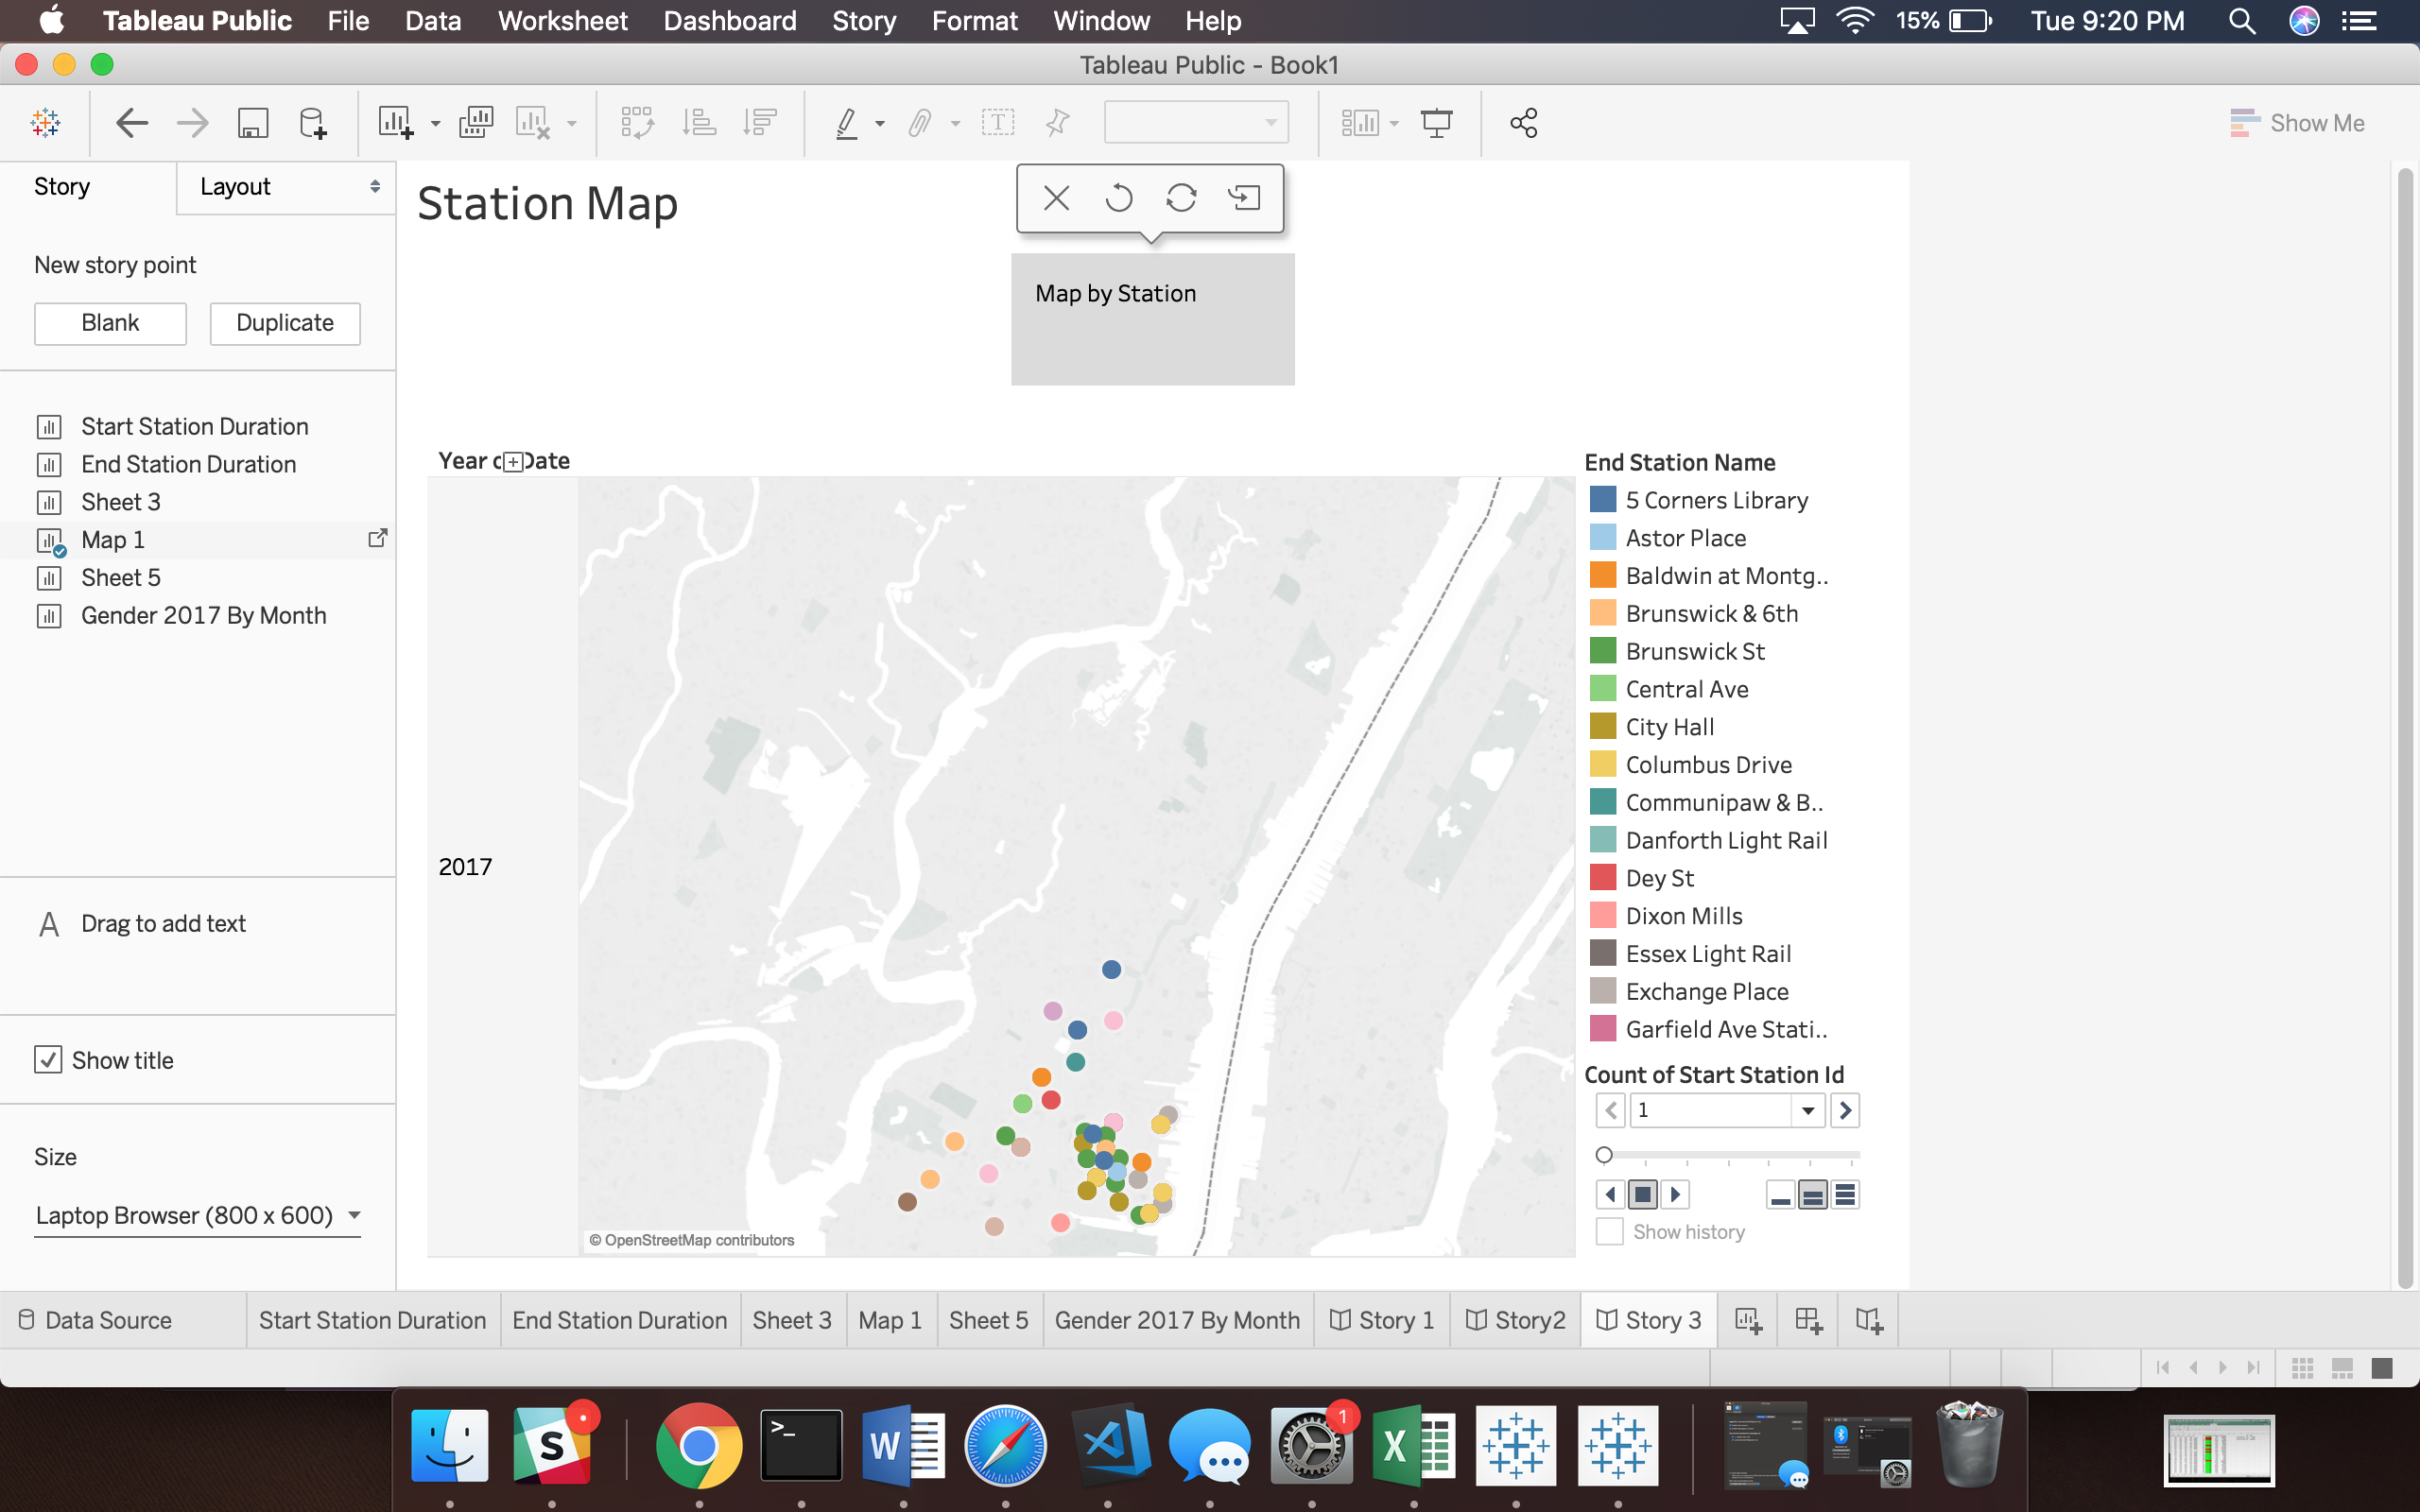 Tableau Public File Data Worksheet Dashboard Story Format Window Help 15% Tue 9:20 PM
Tableau Public - Book1
Show Me
Story Layout
Station Map
New story point
Blank Duplicate
Map by Station
Start Station Duration
End Station Duration
Sheet 3
Map 1
Sheet 5
Gender 2017 By Month
Drag to add text
Show title
Size
Laptop Browser (800 x 600)
Year Date
2017
© OpenStreetMap contributors
End Station Name
5 Corners Library
Astor Place
Baldwin at Montg..
Brunswick & 6th
Brunswick St
Central Ave
City Hall
Columbus Drive
Communipaw & B..
Danforth Light Rail
Dey St
Dixon Mills
Essex Light Rail
Exchange Place
Garfield Ave Stati..
Count of Start Station Id
1
Show history
Data Source Start Station Duration End Station Duration Sheet 3 Map 1 Sheet 5 Gender 2017 By Month Story 1 Story2 Story 3
S >_ W X 1